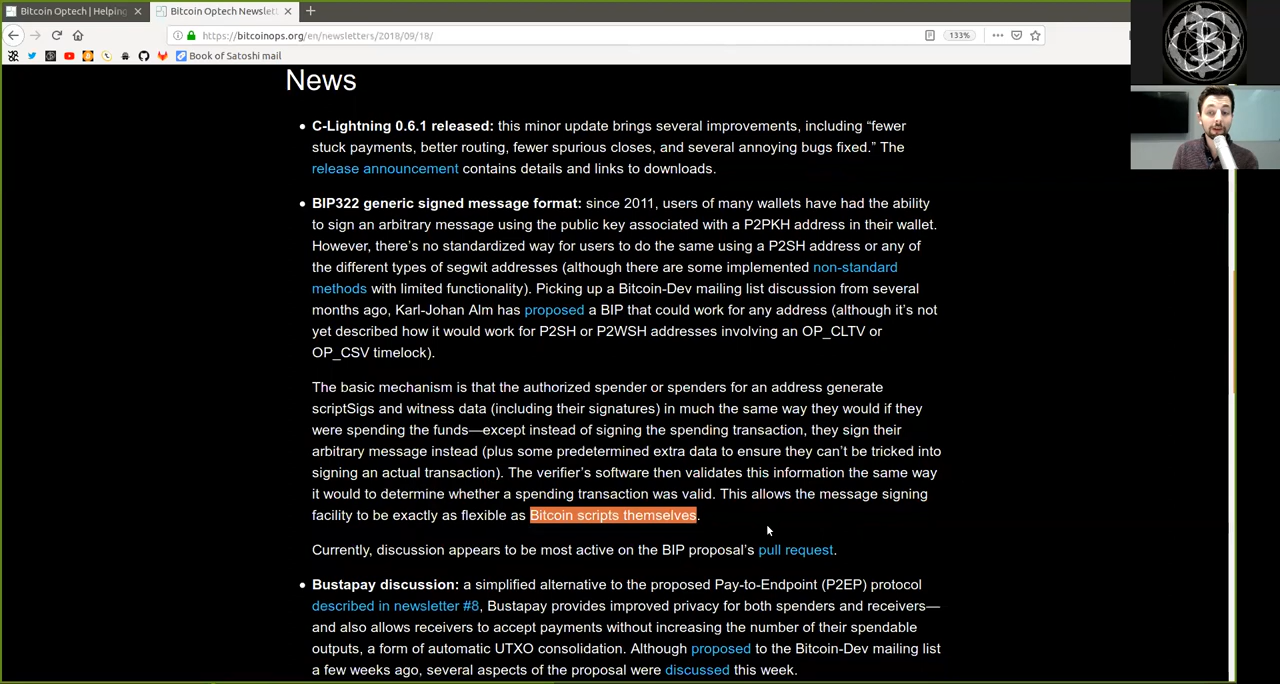 Bitcoin Optech | Helping
Bitcoin Optech Newslett
https://bitcoinops.org/en/newsletters/2018/09/18/
133%
Book of Satoshi mail
News
C-Lightning 0.6.1 released: this minor update brings several improvements, including “fewer
stuck payments, better routing, fewer spurious closes, and several annoying bugs fixed.” The
release announcement contains details and links to downloads.
BIP322 generic signed message format: since 2011, users of many wallets have had the ability
to sign an arbitrary message using the public key associated with a P2PKH address in their wallet.
However, there’s no standardized way for users to do the same using a P2SH address or any of
the different types of segwit addresses (although there are some implemented non-standard
methods with limited functionality). Picking up a Bitcoin-Dev mailing list discussion from several
months ago, Karl-Johan Alm has proposed a BIP that could work for any address (although it’s not
yet described how it would work for P2SH or P2WSH addresses involving an OP_CLTV or
OP_CSV timelock).
The basic mechanism is that the authorized spender or spenders for an address generate
scriptSigs and witness data (including their signatures) in much the same way they would if they
were spending the funds—except instead of signing the spending transaction, they sign their
arbitrary message instead (plus some predetermined extra data to ensure they can’t be tricked into
signing an actual transaction). The verifier’s software then validates this information the same way
it would to determine whether a spending transaction was valid. This allows the message signing
facility to be exactly as flexible as Bitcoin scripts themselves.
Currently, discussion appears to be most active on the BIP proposal’s pull request.
Bustapay discussion: a simplified alternative to the proposed Pay-to-Endpoint (P2EP) protocol
described in newsletter #8, Bustapay provides improved privacy for both spenders and receivers—
and also allows receivers to accept payments without increasing the number of their spendable
outputs, a form of automatic UTXO consolidation. Although proposed to the Bitcoin-Dev mailing list
a few weeks ago, several aspects of the proposal were discussed this week.